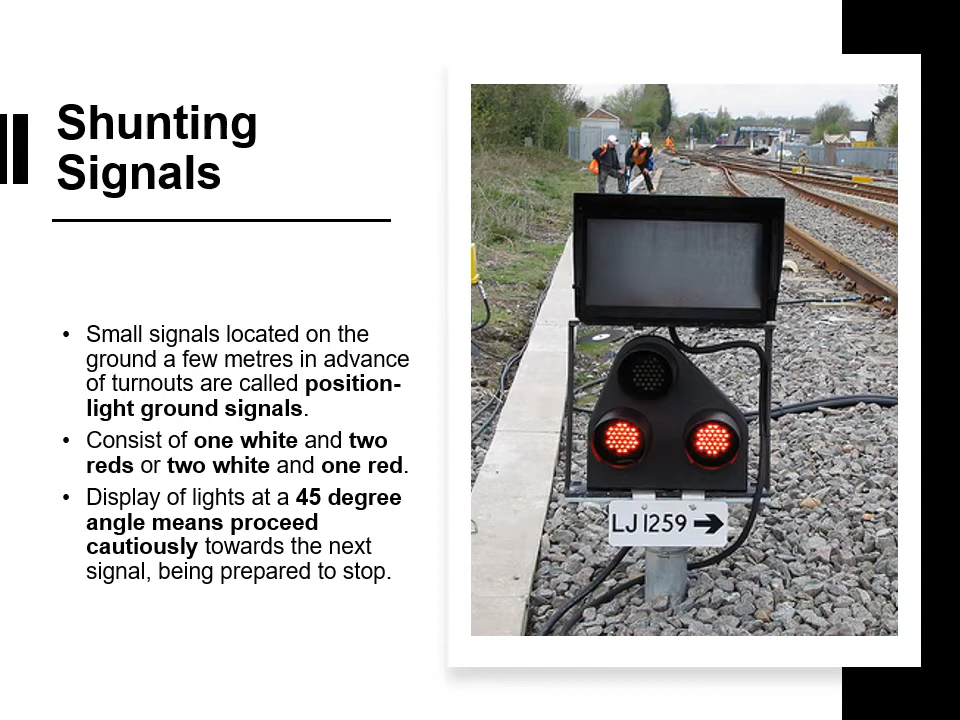 Shunting
Signals
• Small signals located on the
ground a few metres in advance
of turnouts are called position-
light ground signals.
• Consist of one white and two
reds or two white and one red.
• Display of lights at a 45 degree
angle means proceed
cautiously towards the next
signal, being prepared to stop.
LJ1259 →